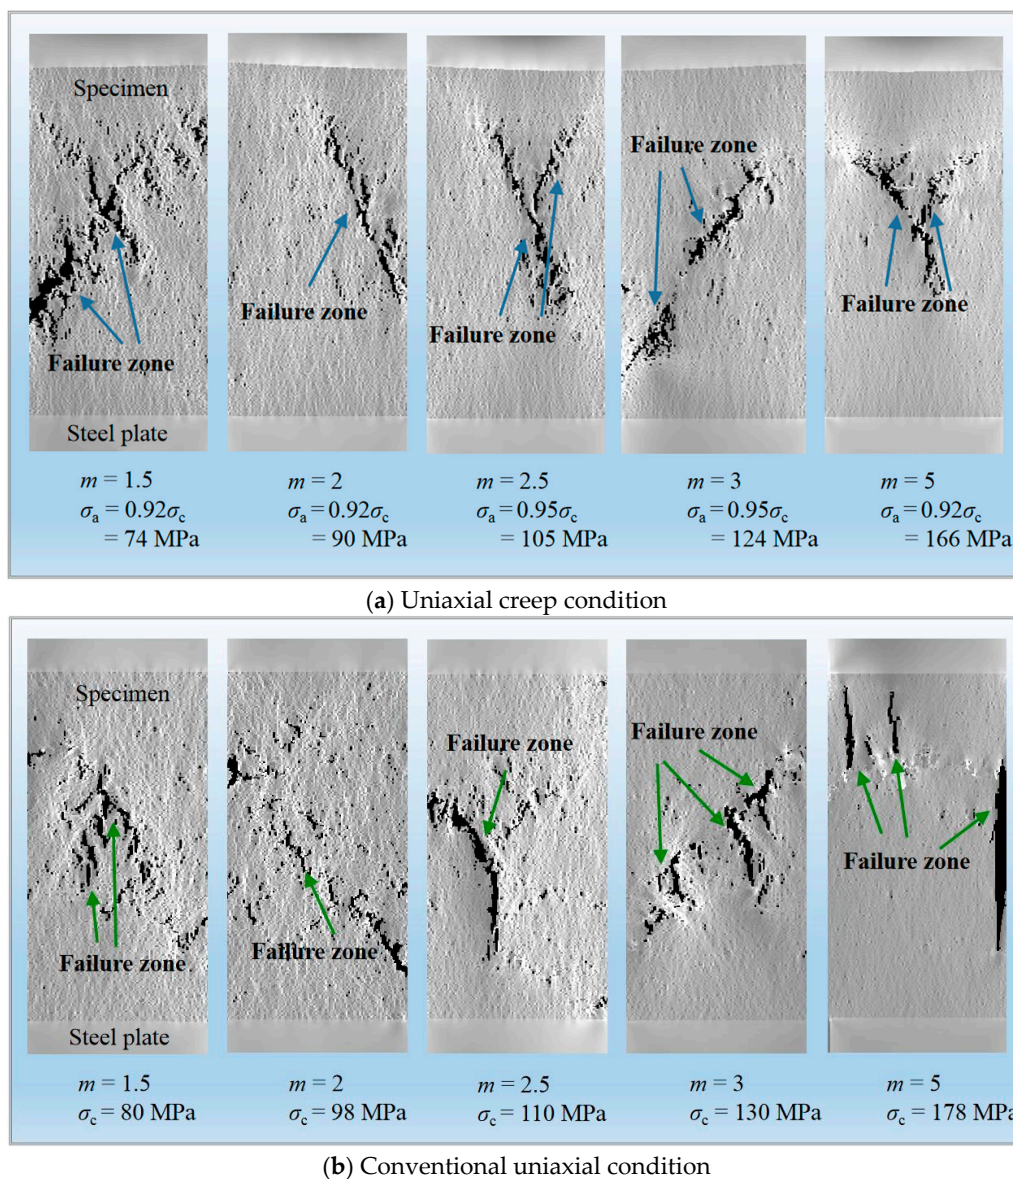 Specimen
Failure zone
Failure zone
Failure zone
Failure zone
Failure zone
Steel plate
m = 1.5
σa = 0.92σc
= 74 MPa
m = 2
σa = 0.92σc
= 90 MPa
m = 2.5
σa = 0.95σc
= 105 MPa
m = 3
σa = 0.95σc
= 124 MPa
m = 5
σa = 0.92σc
= 166 MPa
(a) Uniaxial creep condition
Specimen
Failure zone
Failure zone
Failure zone
Failure zone
Failure zone
Steel plate
m = 1.5
σc = 80 MPa
m = 2
σc = 98 MPa
m = 2.5
σc = 110 MPa
m = 3
σc = 130 MPa
m = 5
σc = 178 MPa
(b) Conventional uniaxial condition